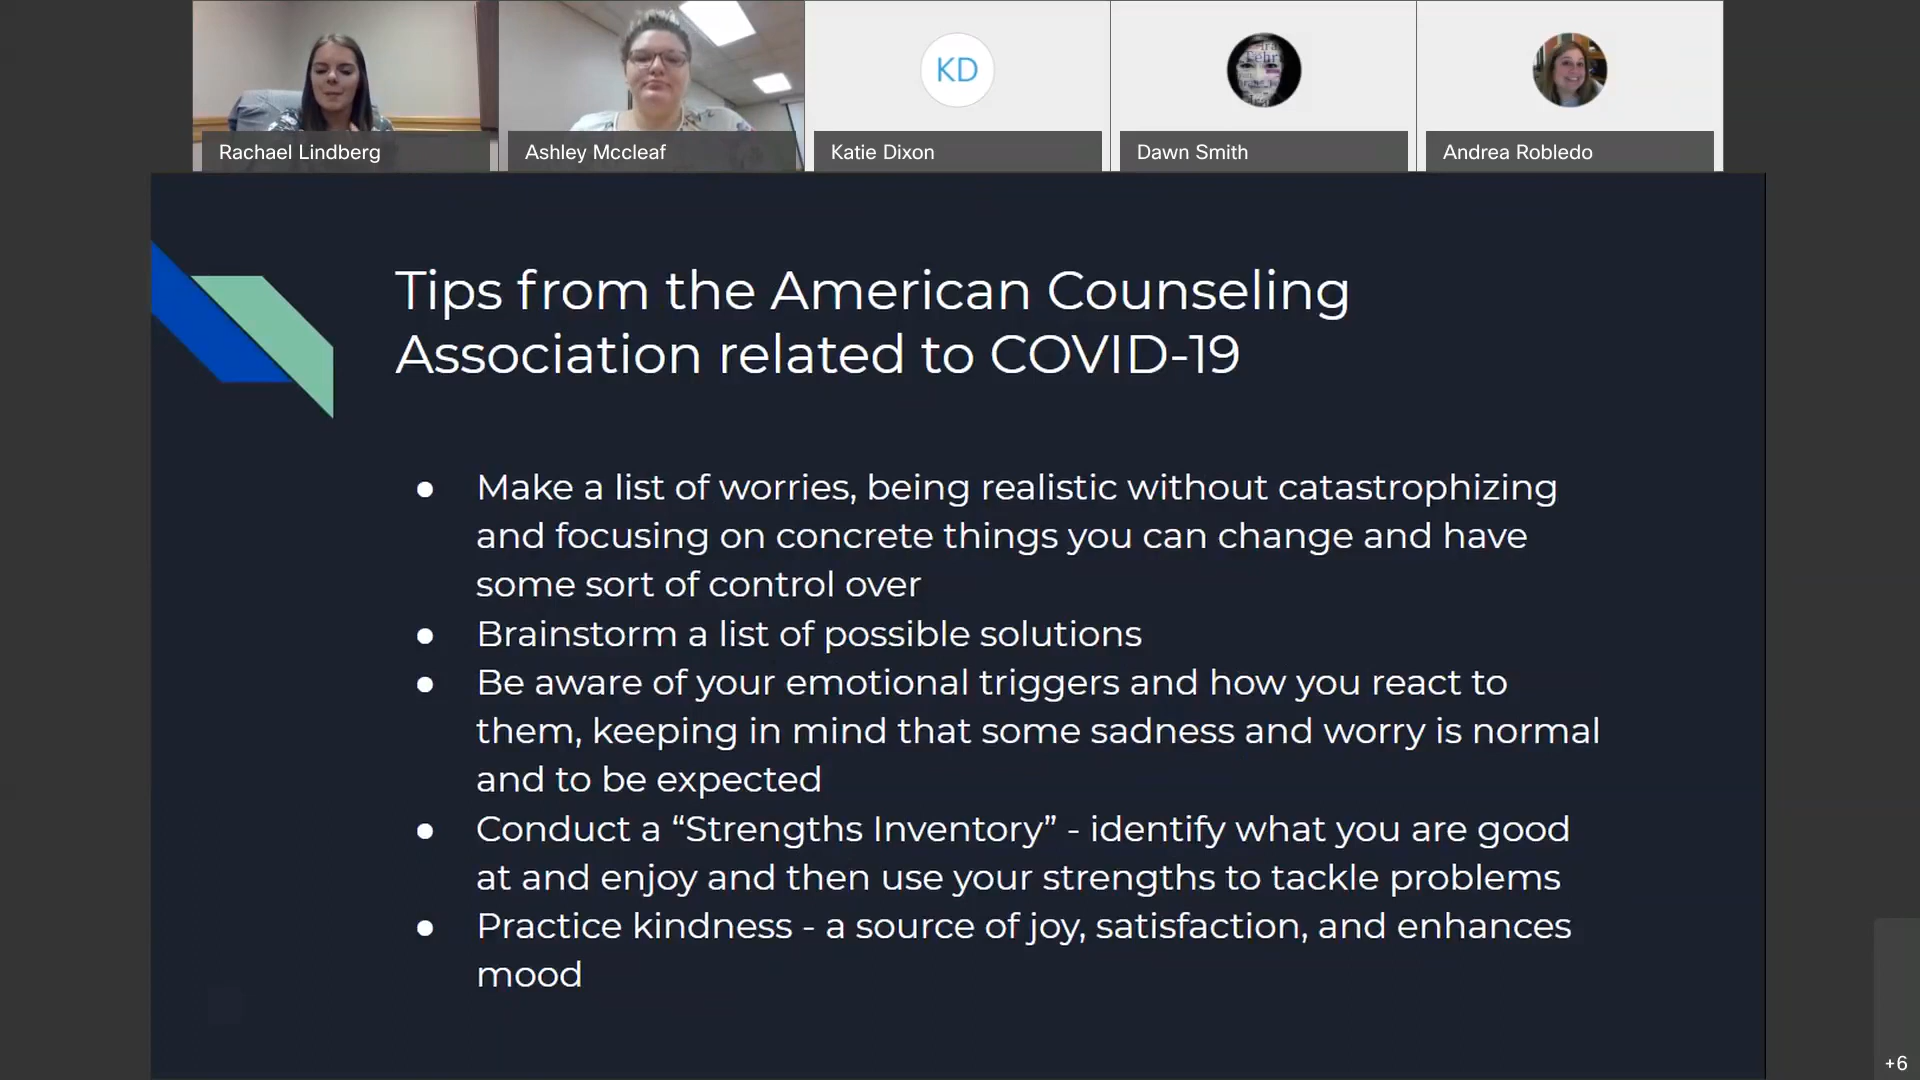 Rachael Lindberg
Ashley Mccleaf
KD
Katie Dixon
Dawn Smith
Andrea Robledo
Tips from the American Counseling
Association related to COVID-19
● Make a list of worries, being realistic without catastrophizing
and focusing on concrete things you can change and have
some sort of control over
● Brainstorm a list of possible solutions
● Be aware of your emotional triggers and how you react to
them, keeping in mind that some sadness and worry is normal
and to be expected
● Conduct a “Strengths Inventory” - identify what you are good
at and enjoy and then use your strengths to tackle problems
● Practice kindness - a source of joy, satisfaction, and enhances
mood
+6